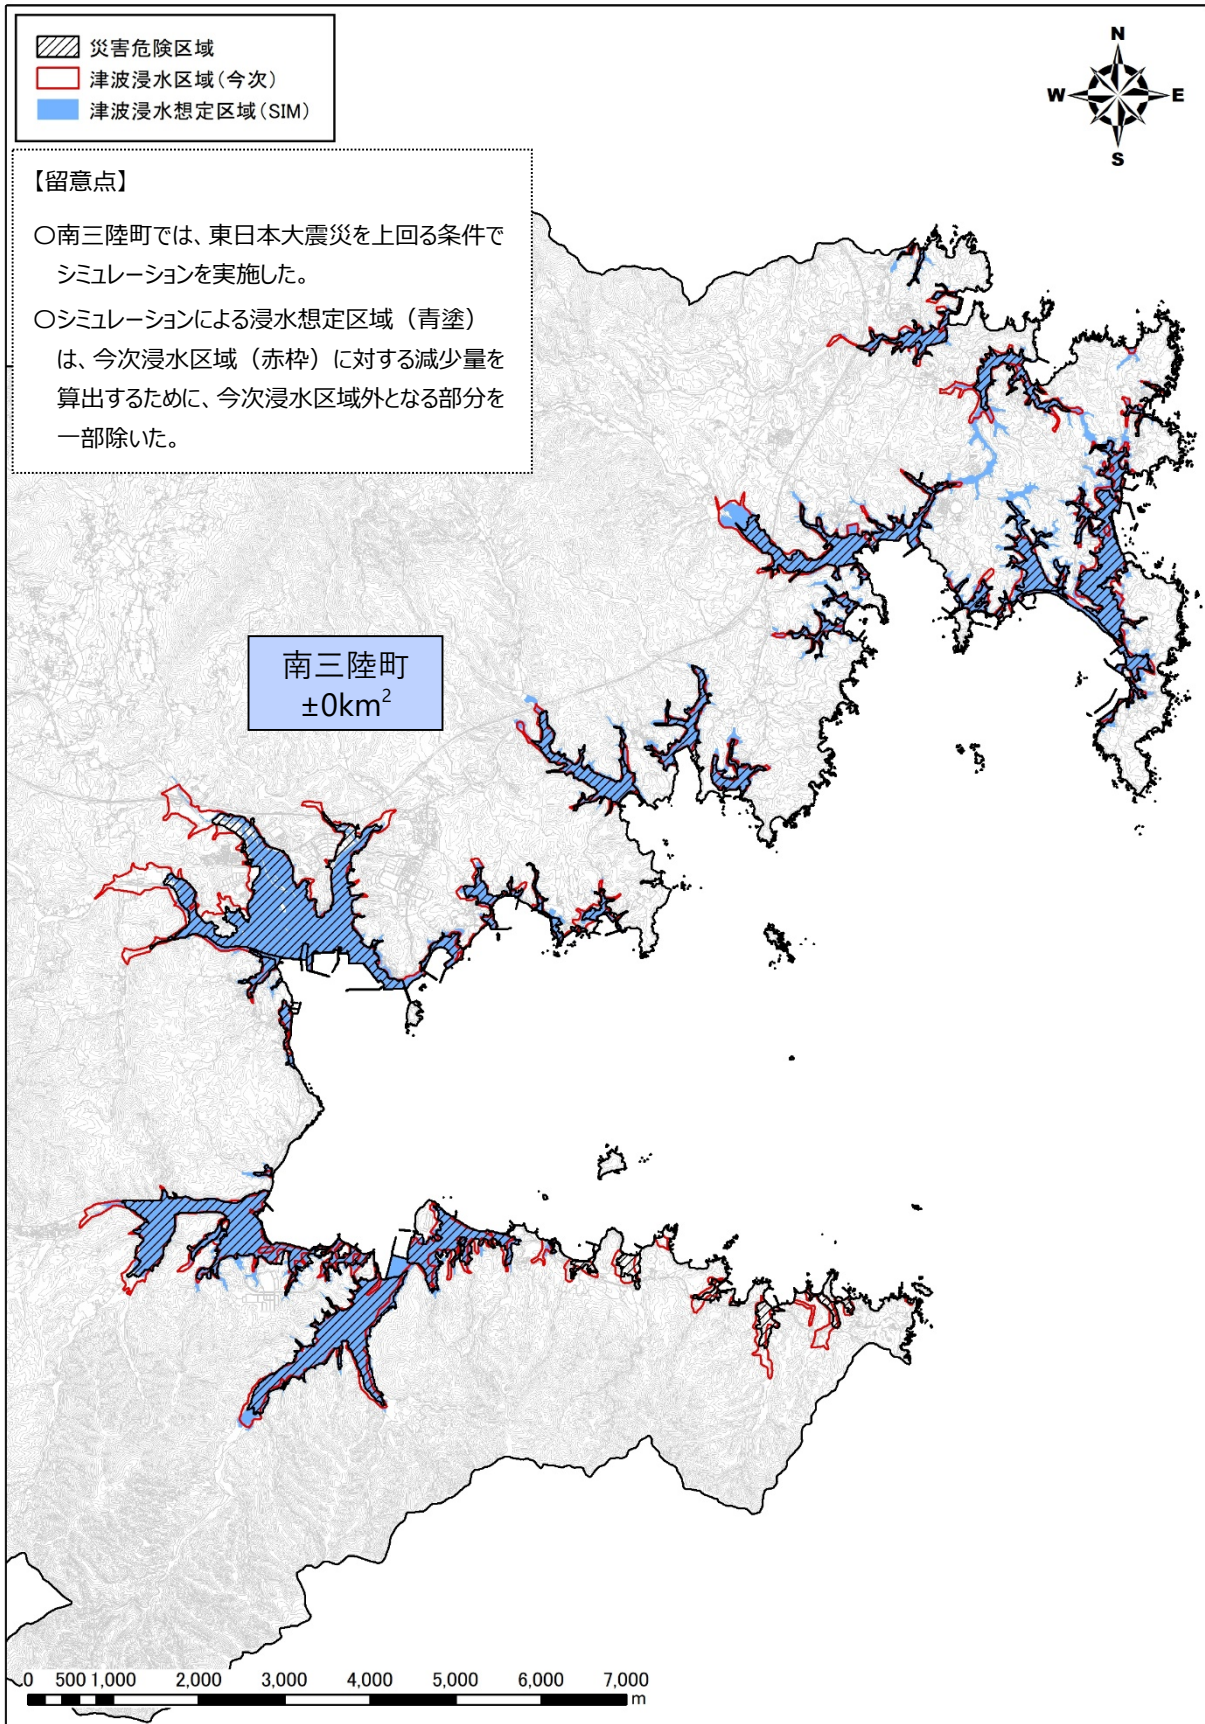 災害危険区域
津波浸水区域(今次)
津波浸水想定区域(SIM)
N
W
E
S
【留意点】
○南三陸町では、東日本大震災を上回る条件で
シミュレーションを実施した。
○シミュレーションによる浸水想定区域（青塗）
は、今次浸水区域（赤枠）に対する減少量を
算出するために、今次浸水区域外となる部分を
一部除いた。
南三陸町
±0km²
0 500 1,000 2,000 3,000 4,000 5,000 6,000 7,000
m